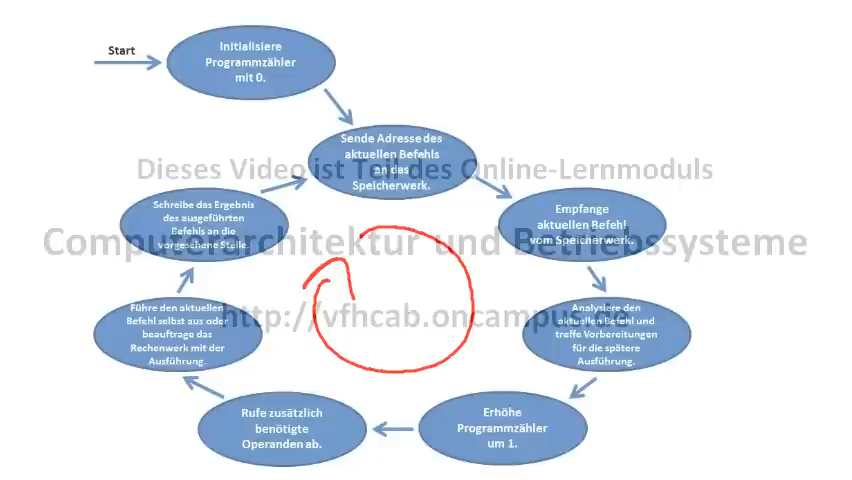 Start
Initialisiere
Programmzähler
mit 0.
Sende Adresse des
aktuellen Befehls
an das
Speicherwerk.
Dieses Video ist Teil des Online-Lernmoduls
Schreibe das Ergebnis
des ausgeführten
Befehls an die
vorgesehene Stelle.
Empfange
aktuellen Befehl
vom Speicherwerk.
Computerarchitektur und Betriebssysteme
Führe den aktuellen
Befehl selbst aus oder
beauftrage das
Rechenwerk mit der
Ausführung.
http://vfhcab.oncampus.de
Analysiere den
aktuellen Befehl und
treffe Vorbereitungen
für die spätere
Ausführung.
Rufe zusätzlich
benötigte
Operanden ab.
Erhöhe
Programmzähler
um 1.